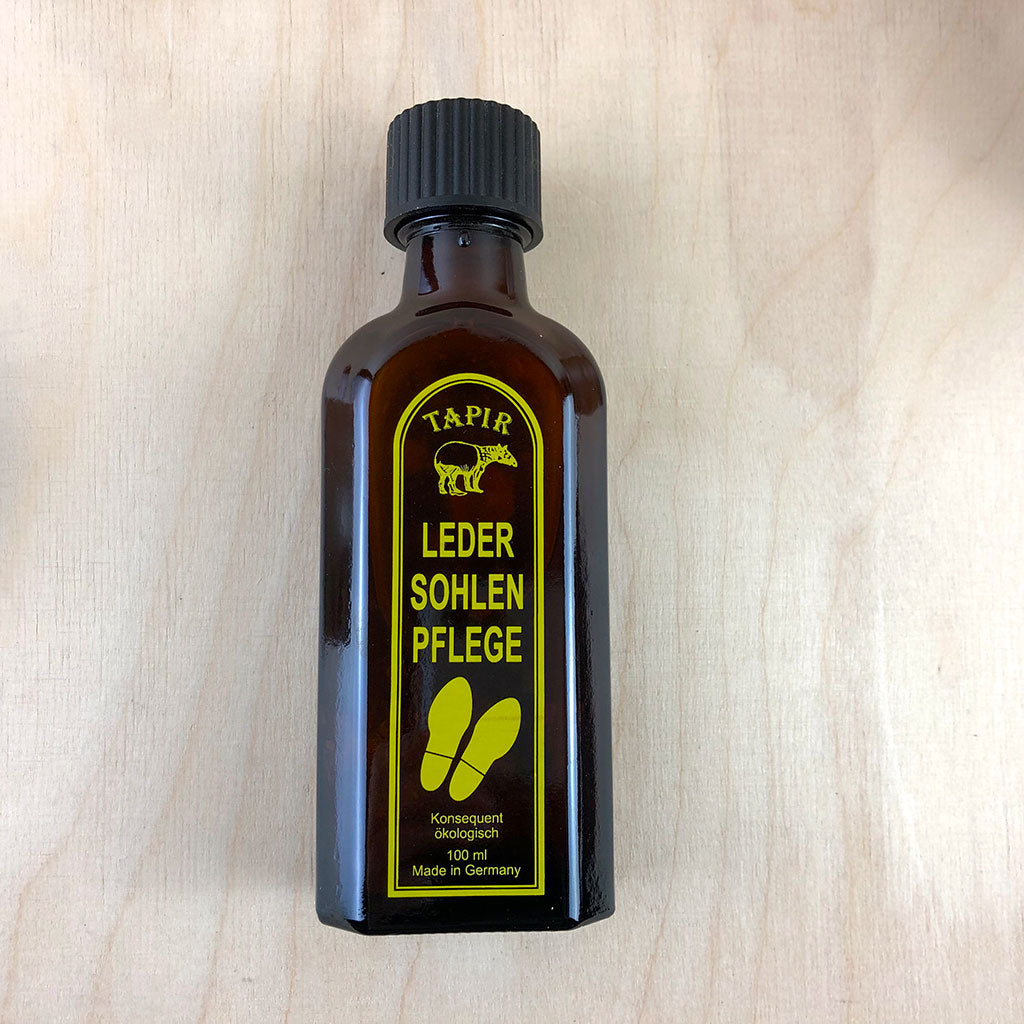 TAPIR
LEDER
SOHLEN
PFLEGE
Konsequent
ökologisch
100 ml
Made in Germany